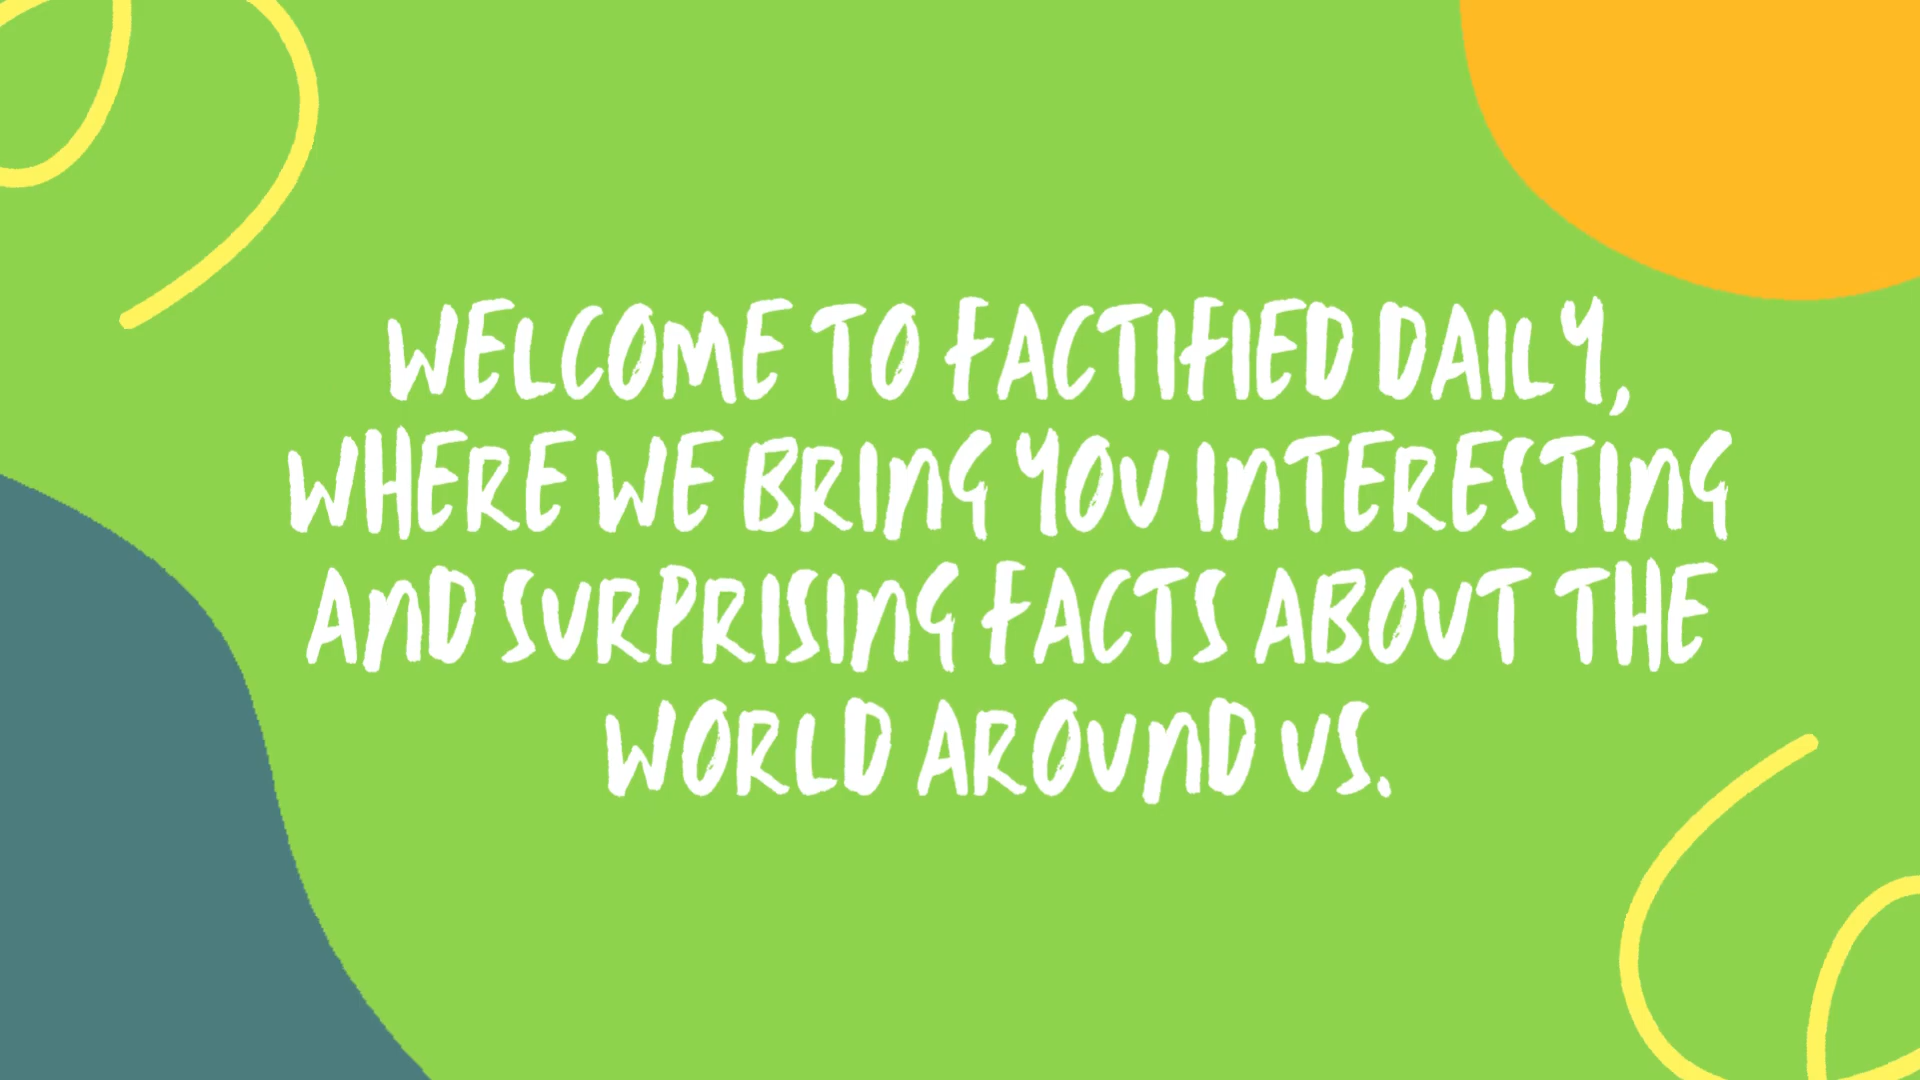 WELCOME TO FACTIFIED DAILY,
WHERE WE BRING YOU INTERESTING
AND SURPRISING FACTS ABOUT THE
WORLD AROUND US.